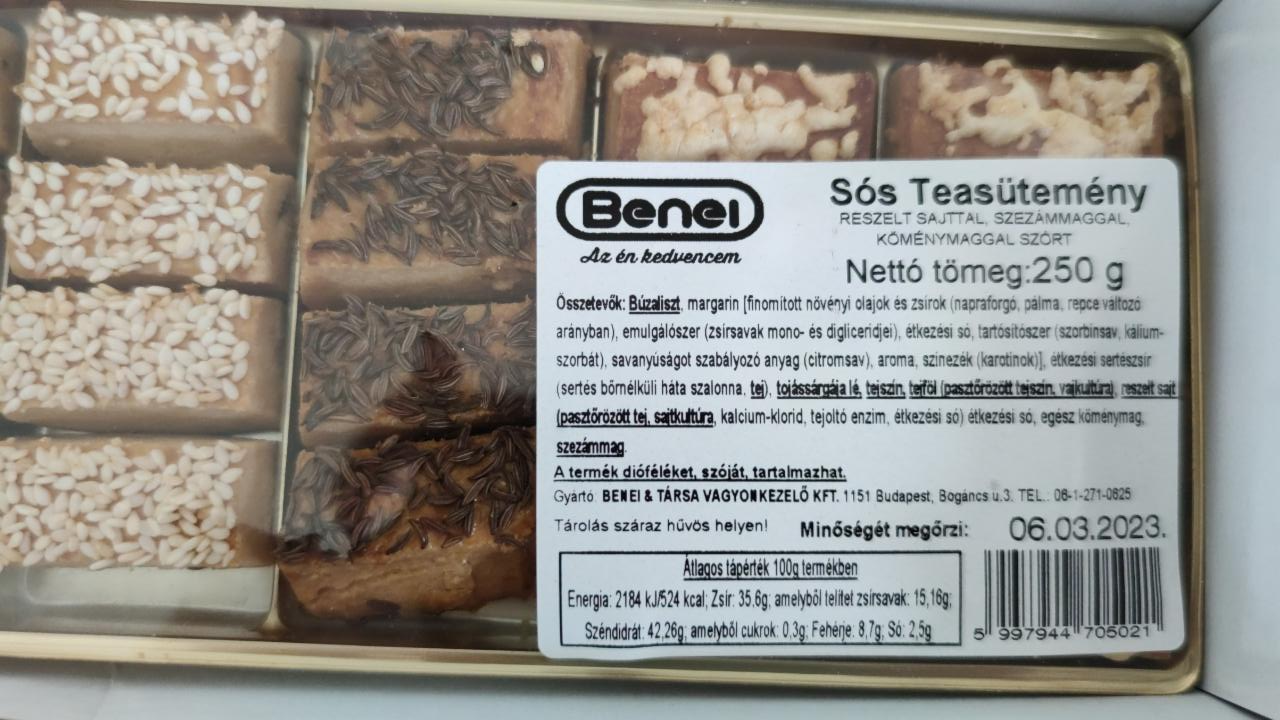 Benei
Az én kedvencem
Sós Teasütemény
RESZELT SAJTTAL, SZEZÁMMAGGAL,
KÖMÉNYMAGGAL SZÓRT
Nettó tömeg:250 g
Összetevők: Búzaliszt, margarin [finomított növényi olajok és zsírok (napraforgó, pálma, repce változó
arányban), emulgálószer (zsírsavak mono- és digliceridjei), étkezési só, tartósítószer (szorbinsav, kálium-
szorbát), savanyúságot szabályozó anyag (citromsav), aroma, színezék (karotinok)], étkezési sertészsír
(sertés bőrnélküli háta szalonna, tej), tojássárgája lé, tejszín, tejföl (pasztőrözött tejszín, vajkultúra), reszelt sajt
(pasztőrözött tej, sajtkultúra, kalcium-klorid, tejoltó enzim, étkezési só) étkezési só, egész köménymag,
szezámmag.
A termék dióféléket, szóját, tartalmazhat.
Gyártó: BENEI & TÁRSA VAGYONKEZELŐ KFT. 1151 Budapest, Bogáncs u.3. TEL.: 06-1-271-0625
Tárolás száraz hűvös helyen!
Minőségét megőrzi: 06.03.2023.
Átlagos tápérték 100g termékben
Energia: 2184 kJ/524 kcal; Zsír: 35,6g; amelyből telítet zsírsavak: 15,16g;
Széndidrát: 42,26g; amelyből cukrok: 0,3g; Fehérje: 8,7g; Só: 2,5g
5 997944 705021